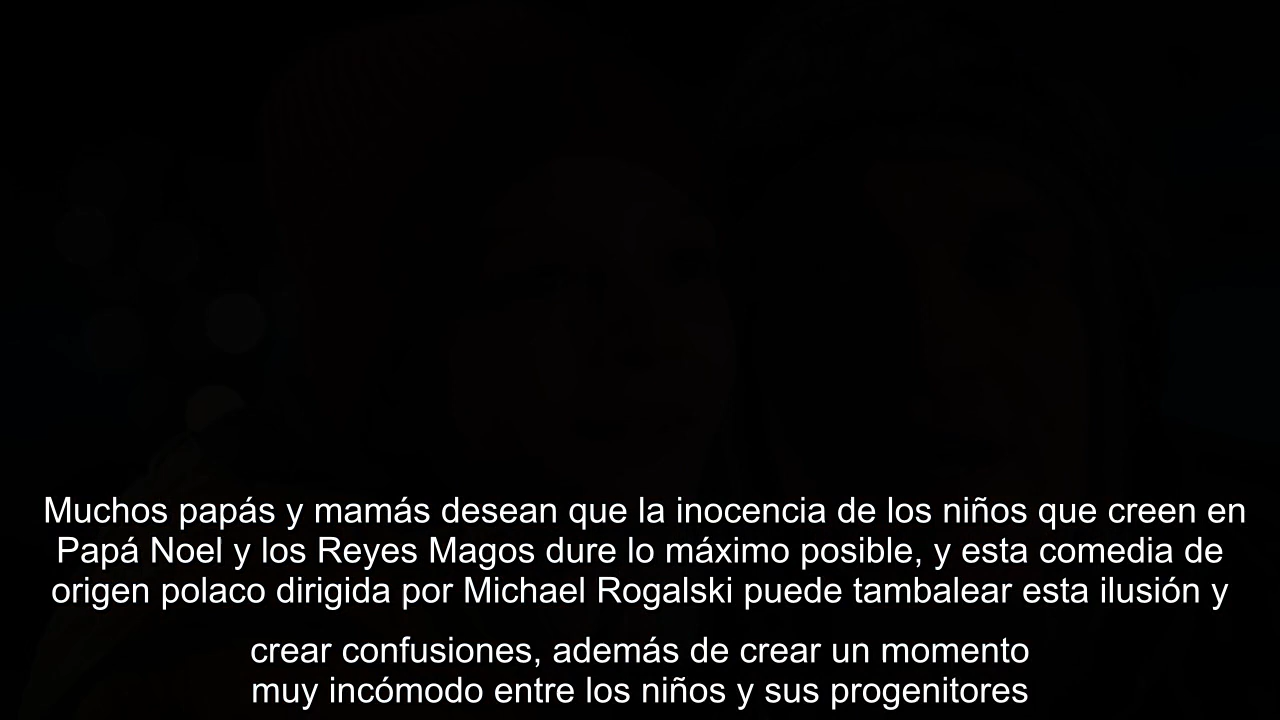 Muchos papás y mamás desean que la inocencia de los niños que creen en
Papá Noel y los Reyes Magos dure lo máximo posible, y esta comedia de
origen polaco dirigida por Michael Rogalski puede tambalear esta ilusión y
crear confusiones, además de crear un momento
muy incómodo entre los niños y sus progenitores